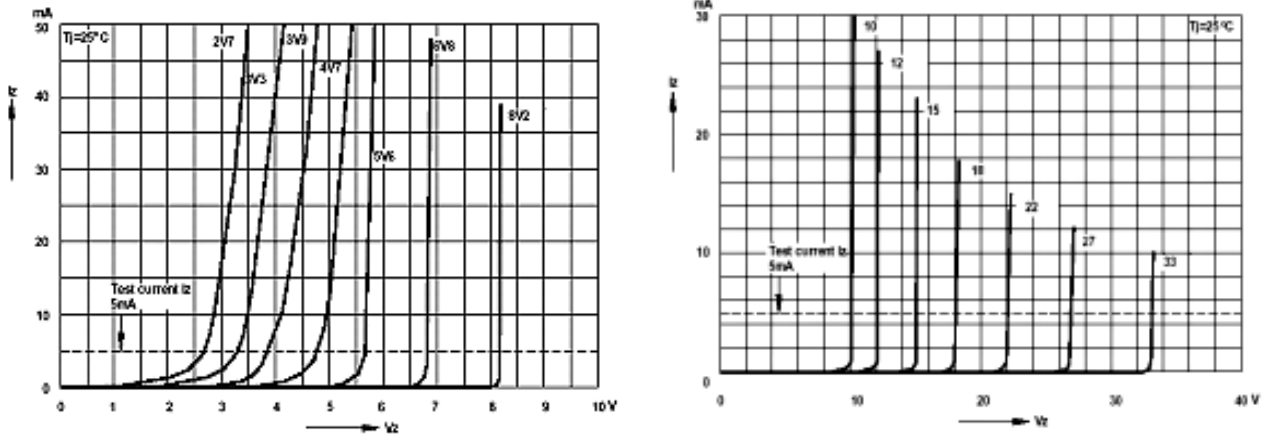 mA
50
Tj=25°C
2V7
3V9
3V3
4V7
6V8
40
8V2
Iz
5V6
30
20
Test current Iz
5mA
10
0
0 1 2 3 4 5 6 7 8 9 10 V
Vz
mA
30
Tj=25°C
10
12
Iz
15
20
18
22
27
Test current Iz
5mA
33
10
0
0 10 20 30 40 V
Vz